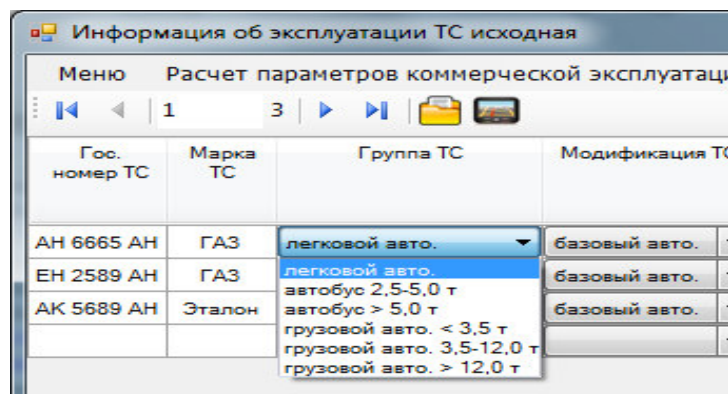 Информация об эксплуатации ТС исходная
Меню Расчет параметров коммерческой эксплуатац
1 3
Гос. номер ТС Марка ТС Группа ТС Модификация ТС
АН 6665 АН ГАЗ легковой авто. базовый авто.
ЕН 2589 АН ГАЗ базовый авто.
АК 5689 АН Эталон базовый авто.
легковой авто.
автобус 2,5-5,0 т
автобус > 5,0 т
грузовой авто. < 3,5 т
грузовой авто. 3,5-12,0 т
грузовой авто. > 12,0 т